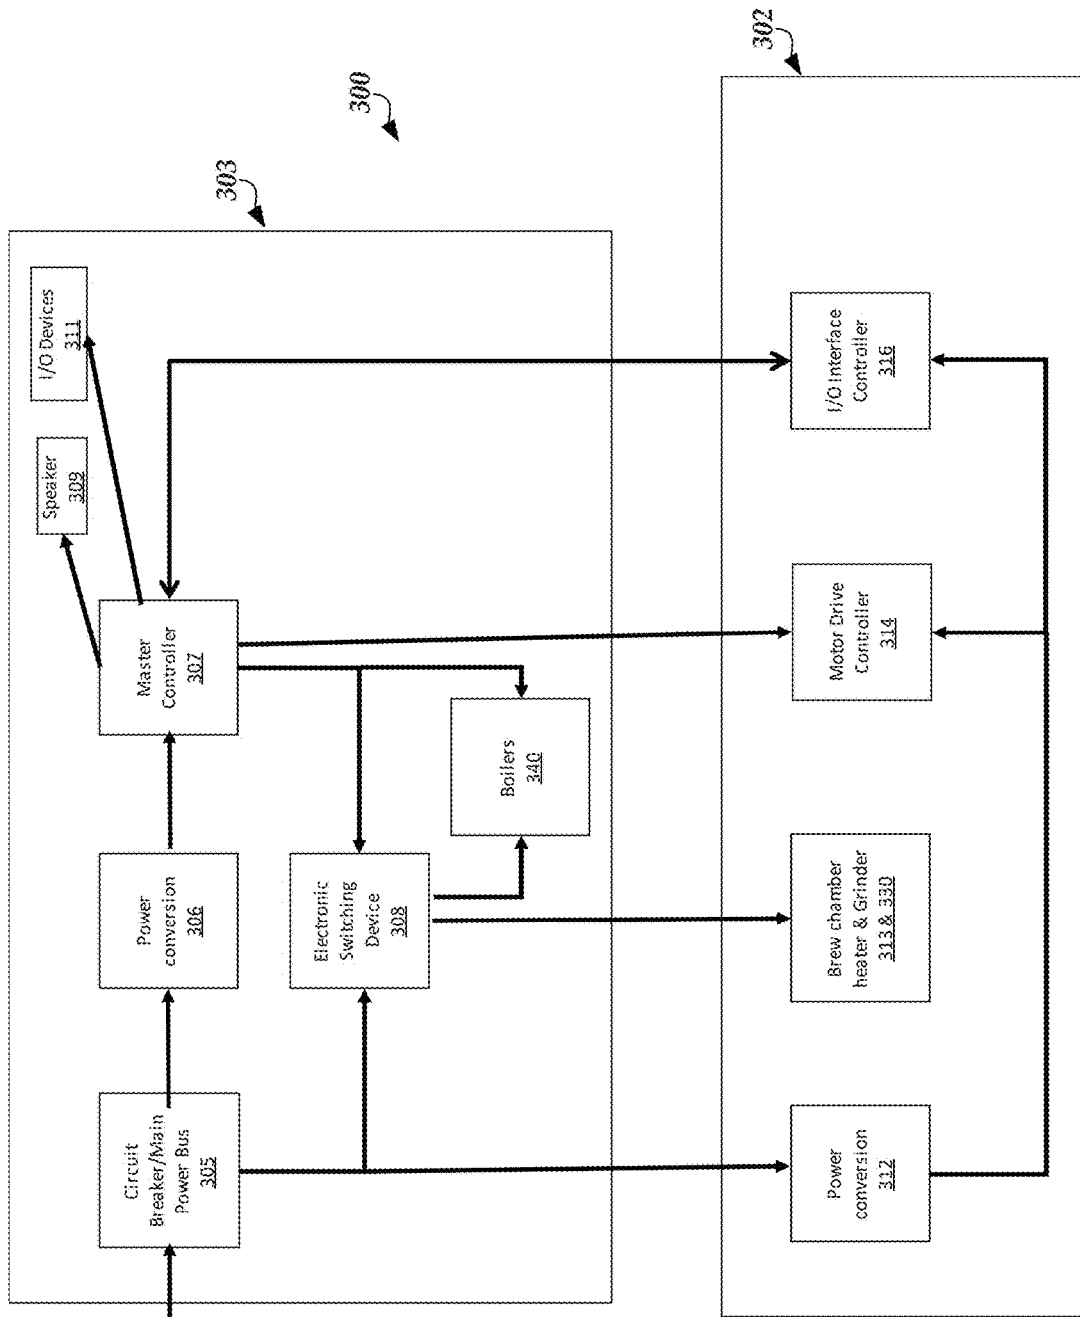 300
303
Circuit
Breaker/Main
Power Bus
305
Power
conversion
306
Master
Controller
307
Speaker
309
I/O Devices
311
Electronic
Switching
Device
308
Boilers
340
302
Power
conversion
312
Brew chamber
heater & Grinder
313 & 330
Motor Drive
Controller
314
I/O Interface
Controller
316